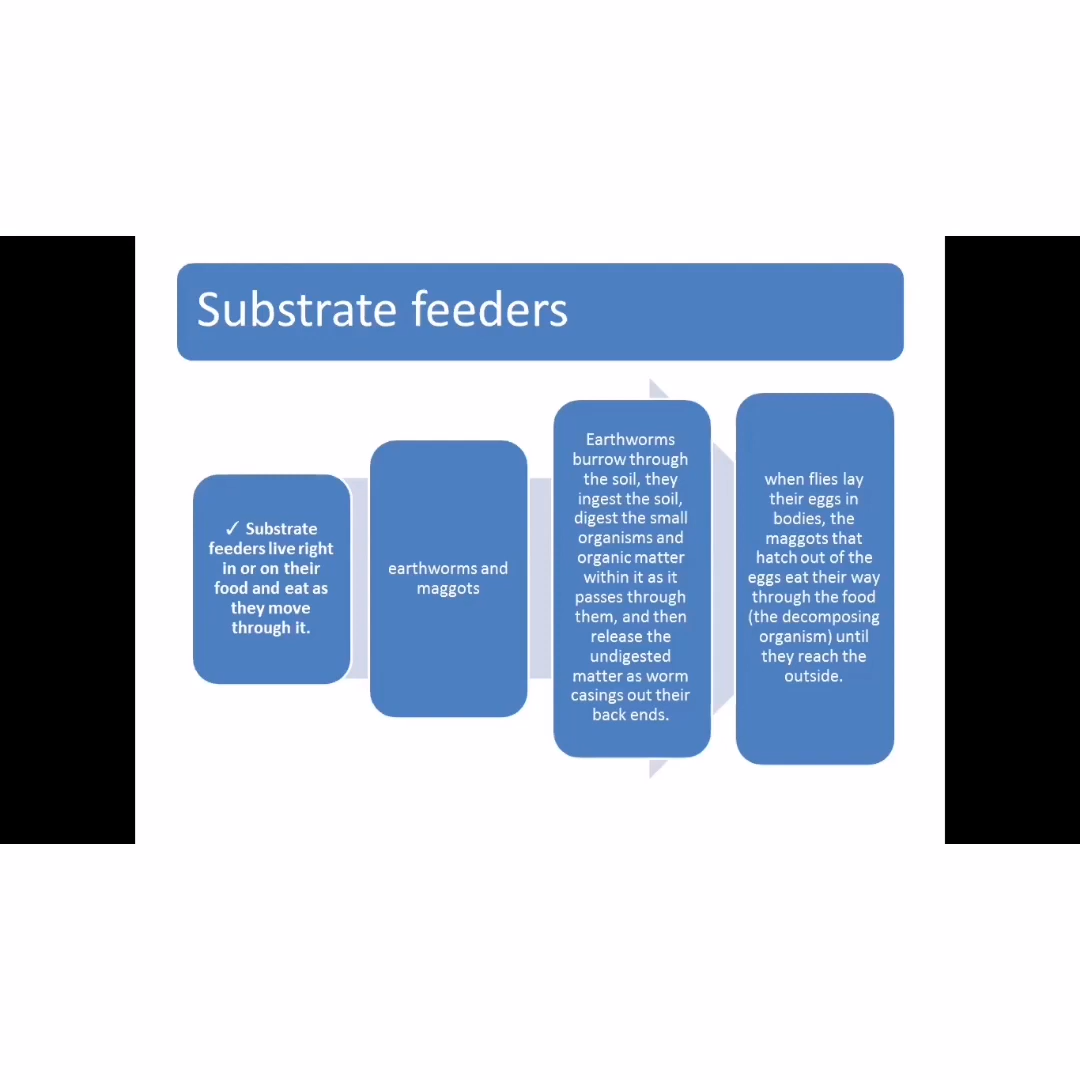 Substrate feeders
✓ Substrate
feeders live right
in or on their
food and eat as
they move
through it.
earthworms and
maggots
Earthworms
burrow through
the soil, they
ingest the soil,
digest the small
organisms and
organic matter
within it as it
passes through
them, and then
release the
undigested
matter as worm
casings out their
back ends.
when flies lay
their eggs in
bodies, the
maggots that
hatch out of the
eggs eat their way
through the food
(the decomposing
organism) until
they reach the
outside.